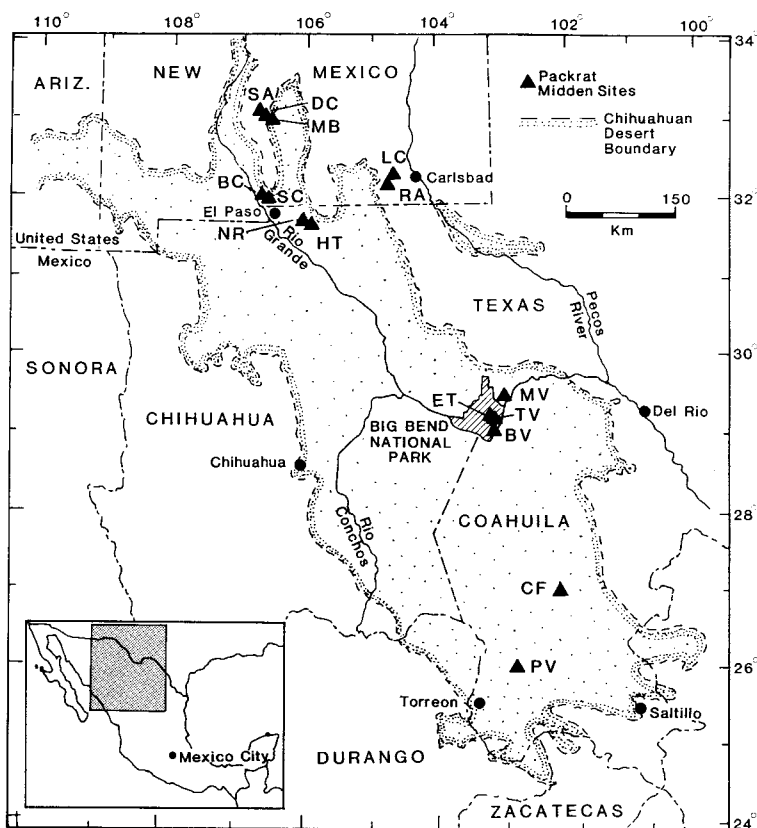 110° 108° 106° 104° 102° 100°
34°
ARIZ. NEW MEXICO
Packrat
Midden Sites
Chihuahuan
Desert
Boundary
SA
DC
MB
LC
Carlsbad
RA
BC
SC
32°
0 150
Km
El Paso
NR
HT
Rio
Grande
United States
Mexico
TEXAS
Pecos
River
SONORA
30°
CHIHUAHUA
ET
MV
TV
BV
Del Rio
BIG BEND
NATIONAL
PARK
Chihuahua
Rio
Conchos
COAHUILA
28°
CF
PV
26°
Torreon
Saltillo
Mexico City
DURANGO
ZACATECAS
24°